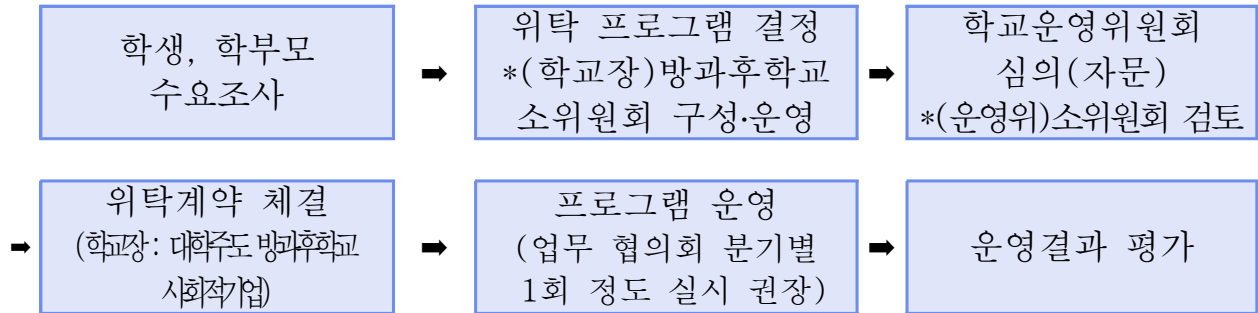 학생, 학부모
수요조사
➡
위탁 프로그램 결정
*(학교장)방과후학교
소위원회 구성·운영
➡
학교운영위원회
심의(자문)
*(운영위)소위원회 검토
➡
위탁계약 체결
(학교장 : 대학주도 방과후학교
사회적기업)
➡
프로그램 운영
(업무 협의회 분기별
1회 정도 실시 권장)
➡
운영결과 평가